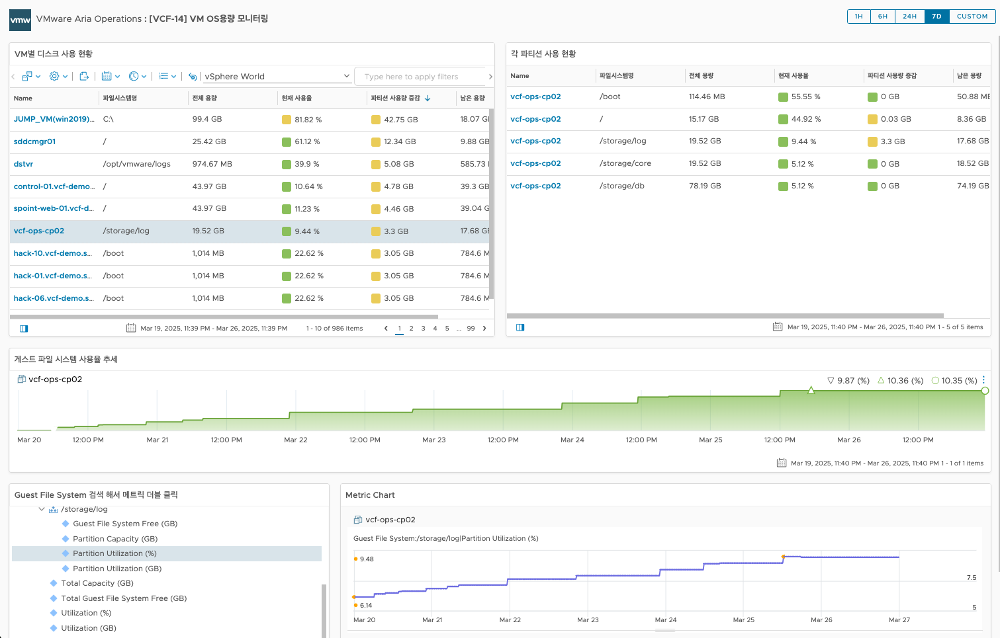 vmw VMware Aria Operations : [VCF-14] VM OS용량 모니터링
1H 6H 24H 7D CUSTOM
VM별 디스크 사용 현황
vSphere World Type here to apply filters
Name 파일시스템명 전체 용량 현재 사용율 파티션 사용량 증감 남은 용량
JUMP_VM(win2019)... C:\ 99.4 GB 81.82 % 42.75 GB 18.07 GB
sddcmgr01 / 25.42 GB 61.12 % 12.34 GB 9.88 GB
dstvr /opt/vmware/logs 974.67 MB 39.9 % 5.08 GB 585.73
control-01.vcf-demo... / 43.97 GB 10.64 % 4.78 GB 39.3 GB
spoint-web-01.vcf-d... / 43.97 GB 11.23 % 4.46 GB 39.04 G
vcf-ops-cp02 /storage/log 19.52 GB 9.44 % 3.3 GB 17.68 GB
hack-10.vcf-demo.s... /boot 1,014 MB 22.62 % 3.05 GB 784.6 M
hack-01.vcf-demo.s... /boot 1,014 MB 22.62 % 3.05 GB 784.6 M
hack-06.vcf-demo.s... /boot 1,014 MB 22.62 % 3.05 GB 784.6 M
Mar 19, 2025, 11:39 PM - Mar 26, 2025, 11:39 PM 1 - 10 of 986 items 1 2 3 4 5 ... 99
각 파티션 사용 현황
Name 파일시스템명 전체 용량 현재 사용율 파티션 사용량 증감 남은 용량
vcf-ops-cp02 /boot 114.46 MB 55.55 % 0 GB 50.88 MB
vcf-ops-cp02 / 15.17 GB 44.92 % 0.03 GB 8.36 GB
vcf-ops-cp02 /storage/log 19.52 GB 9.44 % 3.3 GB 17.68 GB
vcf-ops-cp02 /storage/core 19.52 GB 5.12 % 0 GB 18.52 GB
vcf-ops-cp02 /storage/db 78.19 GB 5.12 % 0 GB 74.19 GB
Mar 19, 2025, 11:40 PM - Mar 26, 2025, 11:40 PM 1 - 5 of 5 items
게스트 파일 시스템 사용율 추세
vcf-ops-cp02 9.87 (%) 10.36 (%) 10.35 (%)
Mar 20 12:00 PM Mar 21 12:00 PM Mar 22 12:00 PM Mar 23 12:00 PM Mar 24 12:00 PM Mar 25 12:00 PM Mar 26 12:00 PM
Mar 19, 2025, 11:40 PM - Mar 26, 2025, 11:40 PM 1 - 1 of 1 items
Guest File System 검색 해서 메트릭 더블 클릭
/storage/log
Guest File System Free (GB)
Partition Capacity (GB)
Partition Utilization (%)
Partition Utilization (GB)
Total Capacity (GB)
Total Guest File System Free (GB)
Utilization (%)
Utilization (GB)
Metric Chart
vcf-ops-cp02
Guest File System:/storage/log|Partition Utilization (%)
9.48
7.5
6.14
5
Mar 20 Mar 21 Mar 22 Mar 23 Mar 24 Mar 25 Mar 26 Mar 27